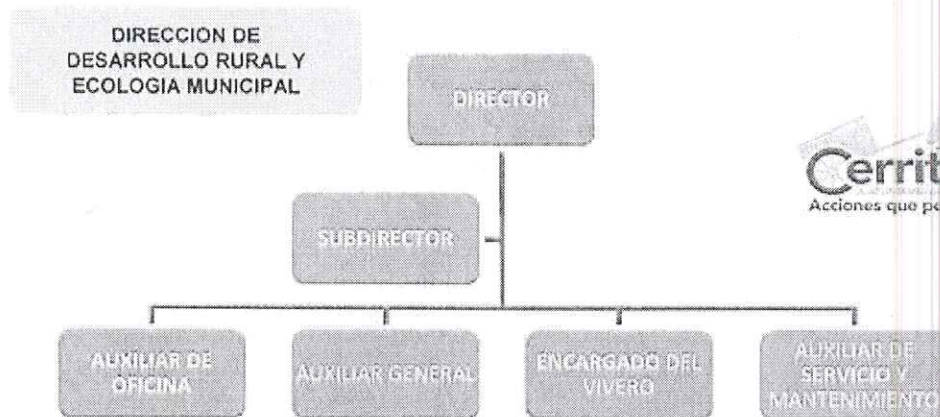 DIRECCION DE
DESARROLLO RURAL Y
ECOLOGIA MUNICIPAL
DIRECTOR
Cerrit
Acciones que pe
SUBDIRECTOR
AUXILIAR DE
OFICINA
AUXILIAR GENERAL
ENCARGADO DEL
VIVERO
AUXILIAR DE
SERVICIO Y
MANTENIMIENTO